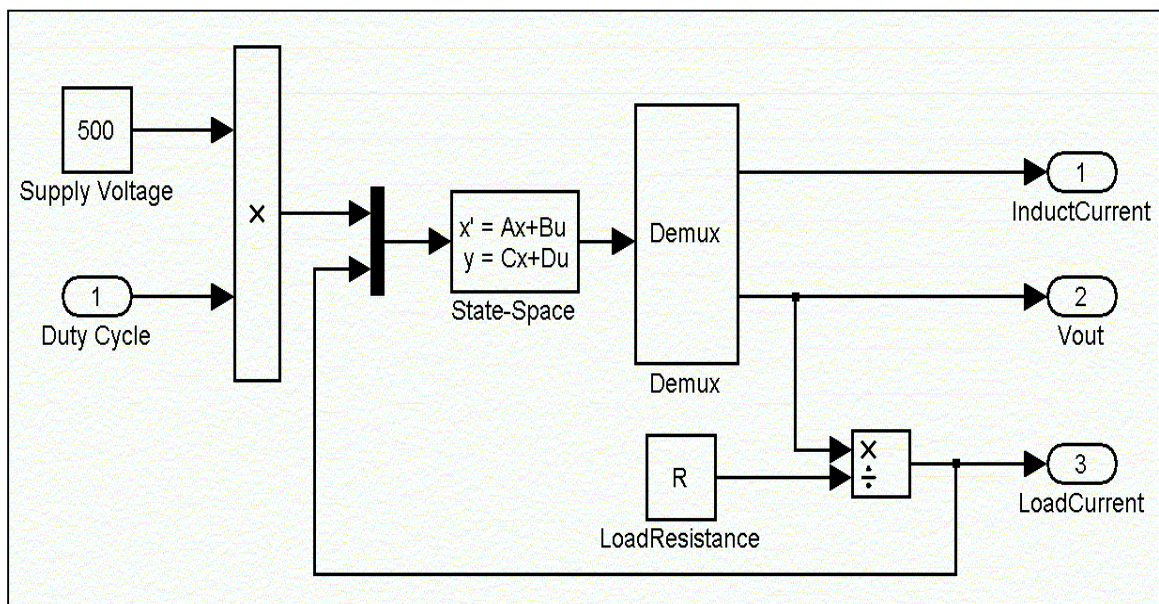 500
Supply Voltage
1
Duty Cycle
×
x' = Ax+Bu
y = Cx+Du
State-Space
Demux
Demux
1
InductCurrent
2
Vout
R
LoadResistance
×
÷
3
LoadCurrent